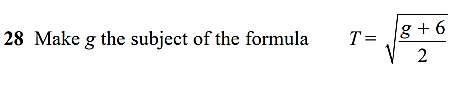 28 Make g the subject of the formula T = √((g + 6)/2)